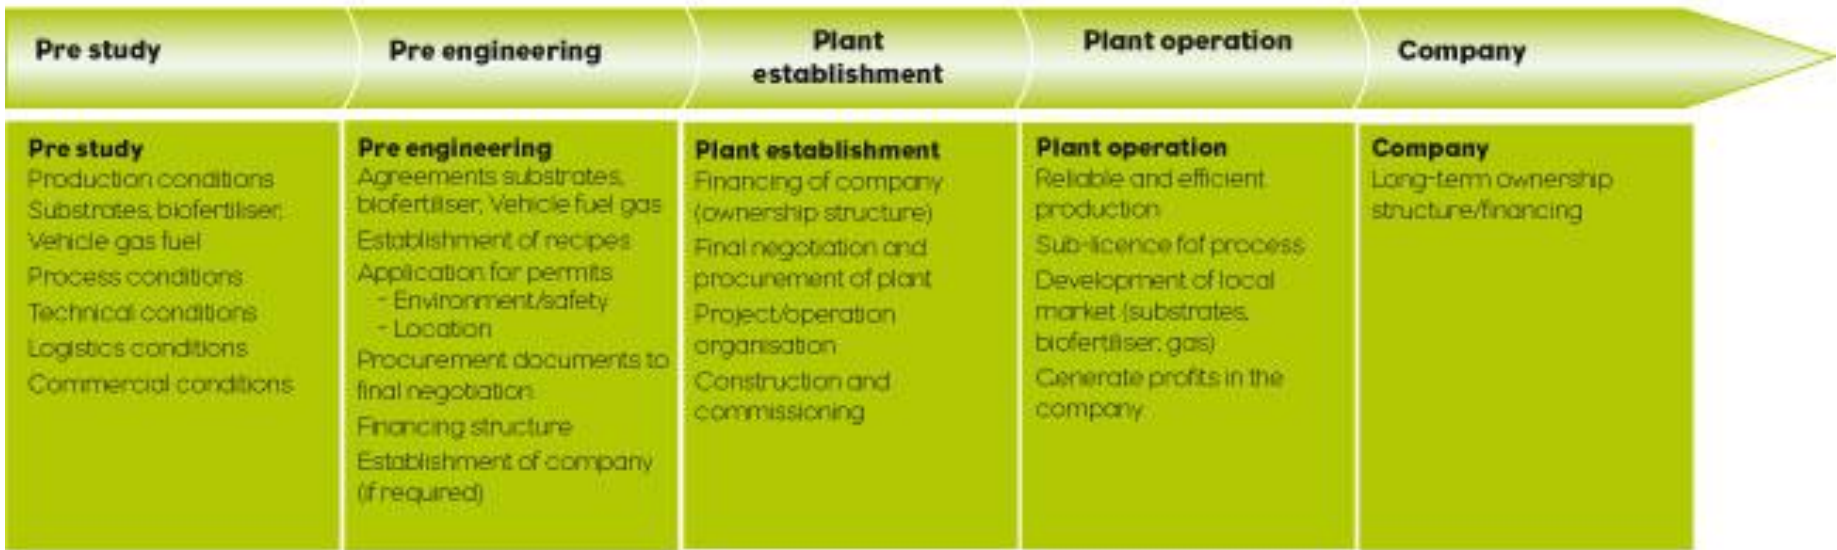 Pre study
Pre engineering
Plant
establishment
Plant operation
Company
Pre study
Production conditions
Substrates, biofertiliser,
Vehicle gas fuel
Process conditions
Technical conditions
Logistics conditions
Commercial conditions
Pre engineering
Agreements substrates,
biofertiliser, Vehicle fuel gas
Establishment of recipes
Application for permits
- Environment/safety
- Location
Procurement documents to
final negotiation
Financing structure
Establishment of company
(if required)
Plant establishment
Financing of company
(ownership structure)
Final negotiation and
procurement of plant
Project/operation
organisation
Construction and
commissioning
Plant operation
Reliable and efficient
production
Sub-licence fof process
Development of local
market (substrates,
biofertiliser, gas)
Generate profits in the
company
Company
Long-term ownership
structure/financing